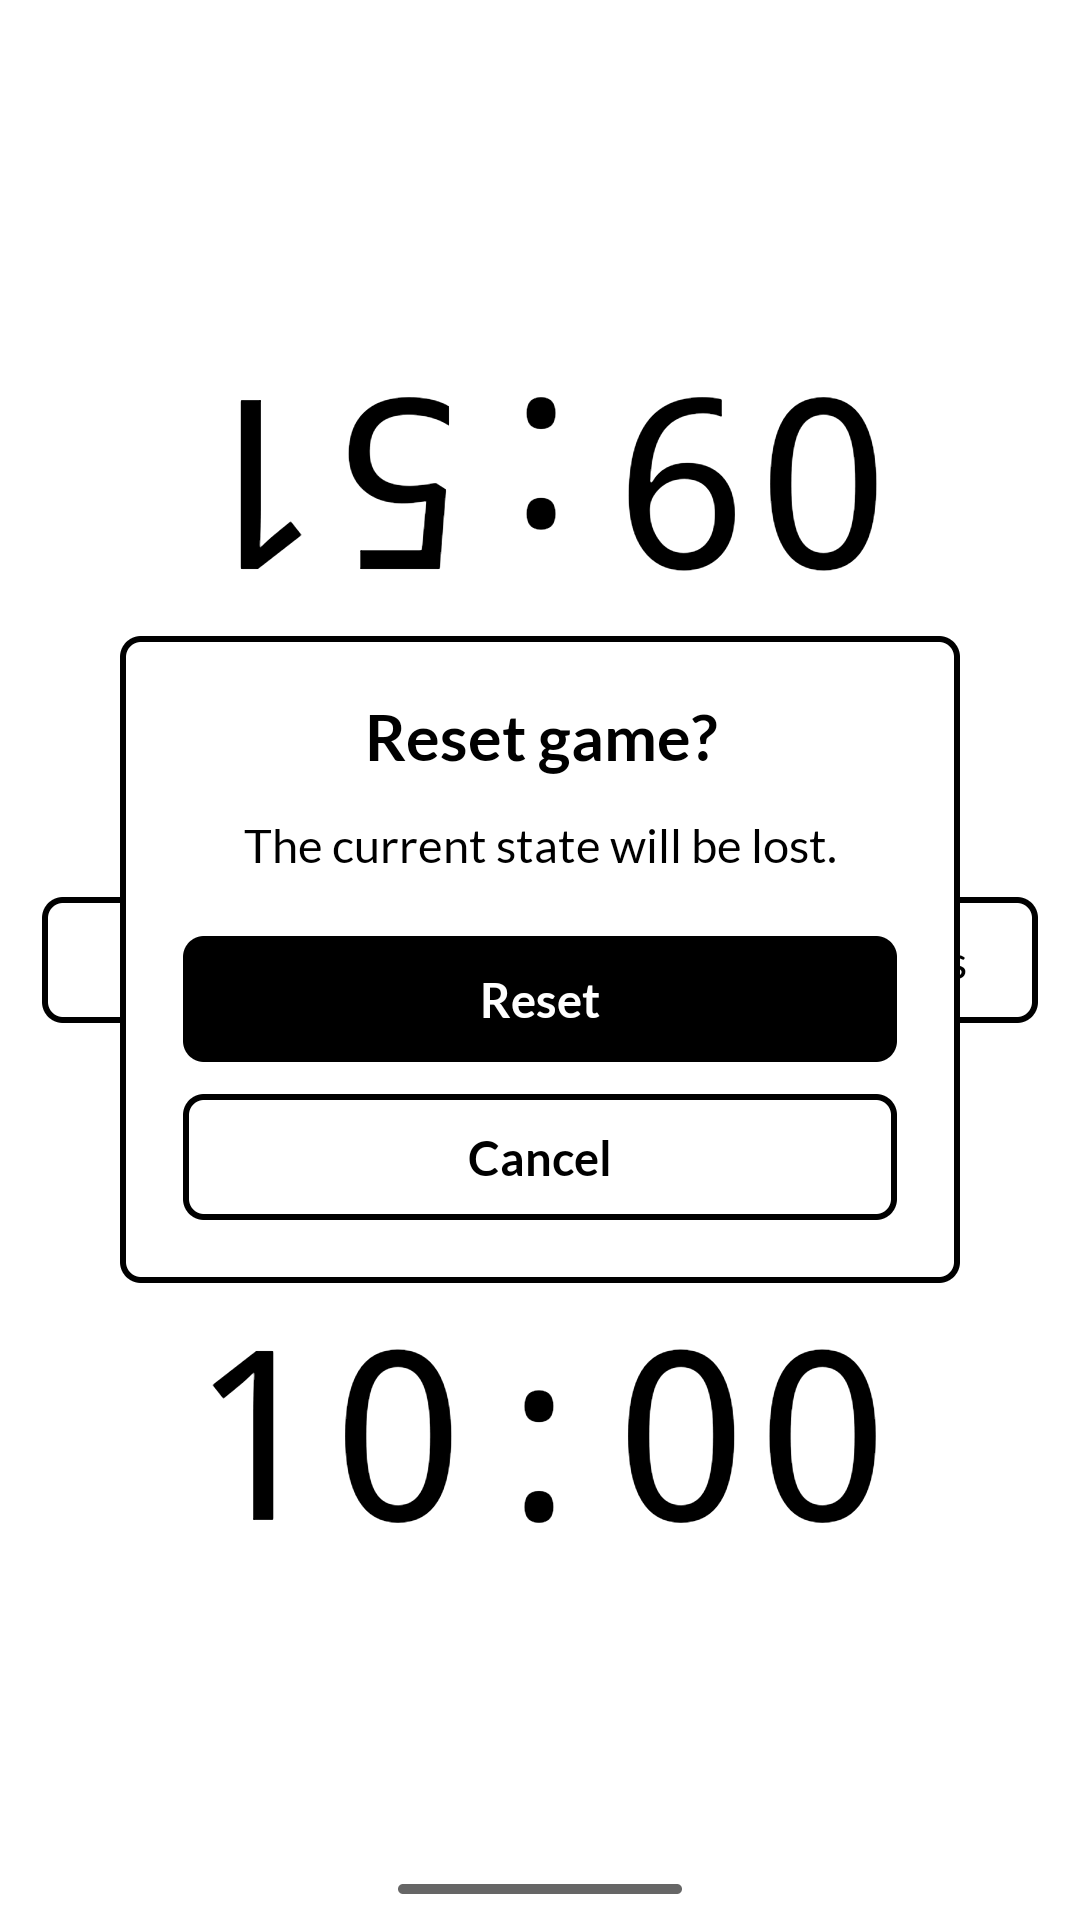 09:51
Reset game?
The current state will be lost.
Reset
Cancel
10:00